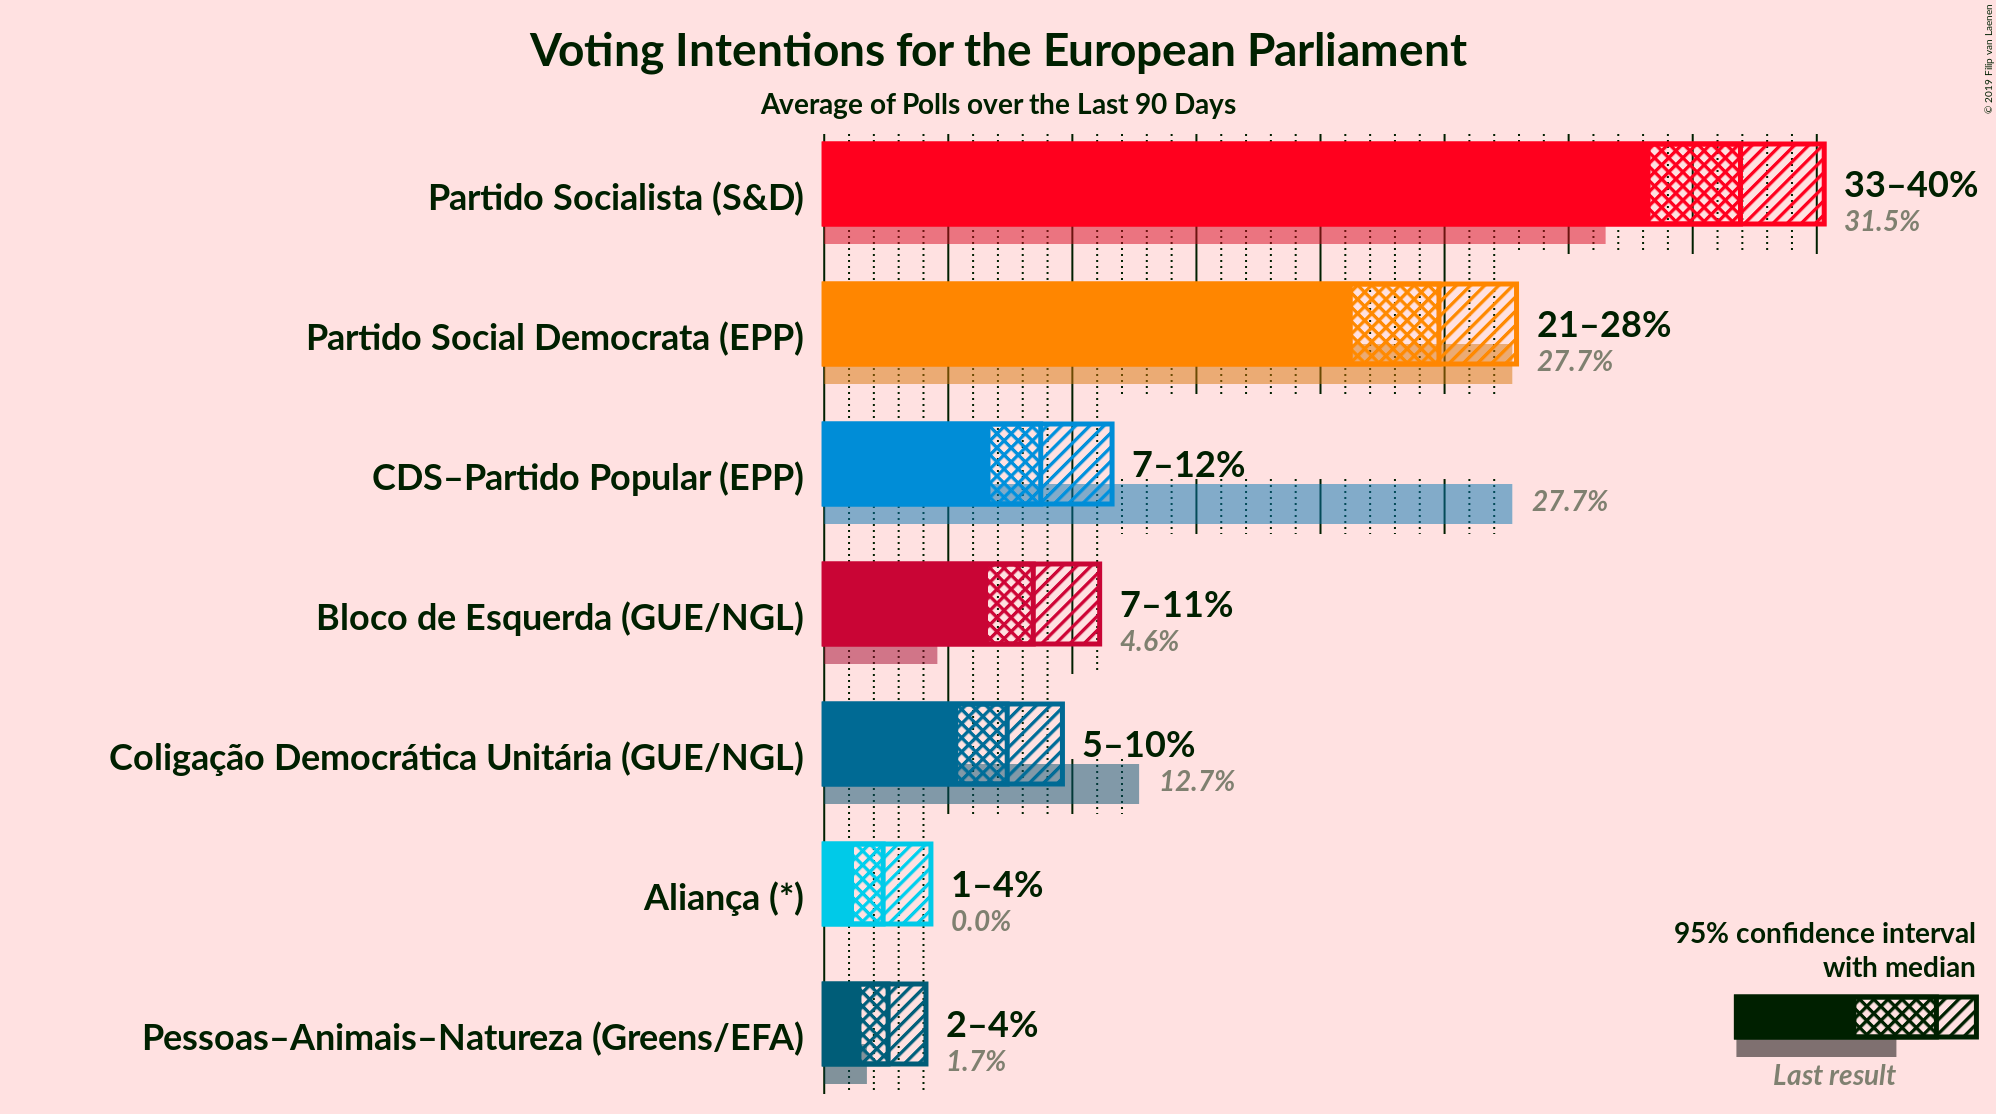 Voting Intentions for the European Parliament
Average of Polls over the Last 90 Days
© 2019 Filip van Laenen
Partido Socialista (S&D)
33–40%
31.5%
Partido Social Democrata (EPP)
21–28%
27.7%
CDS–Partido Popular (EPP)
7–12%
27.7%
Bloco de Esquerda (GUE/NGL)
7–11%
4.6%
Coligação Democrática Unitária (GUE/NGL)
5–10%
12.7%
Aliança (*)
1–4%
0.0%
Pessoas–Animais–Natureza (Greens/EFA)
2–4%
1.7%
95% confidence interval
with median
Last result